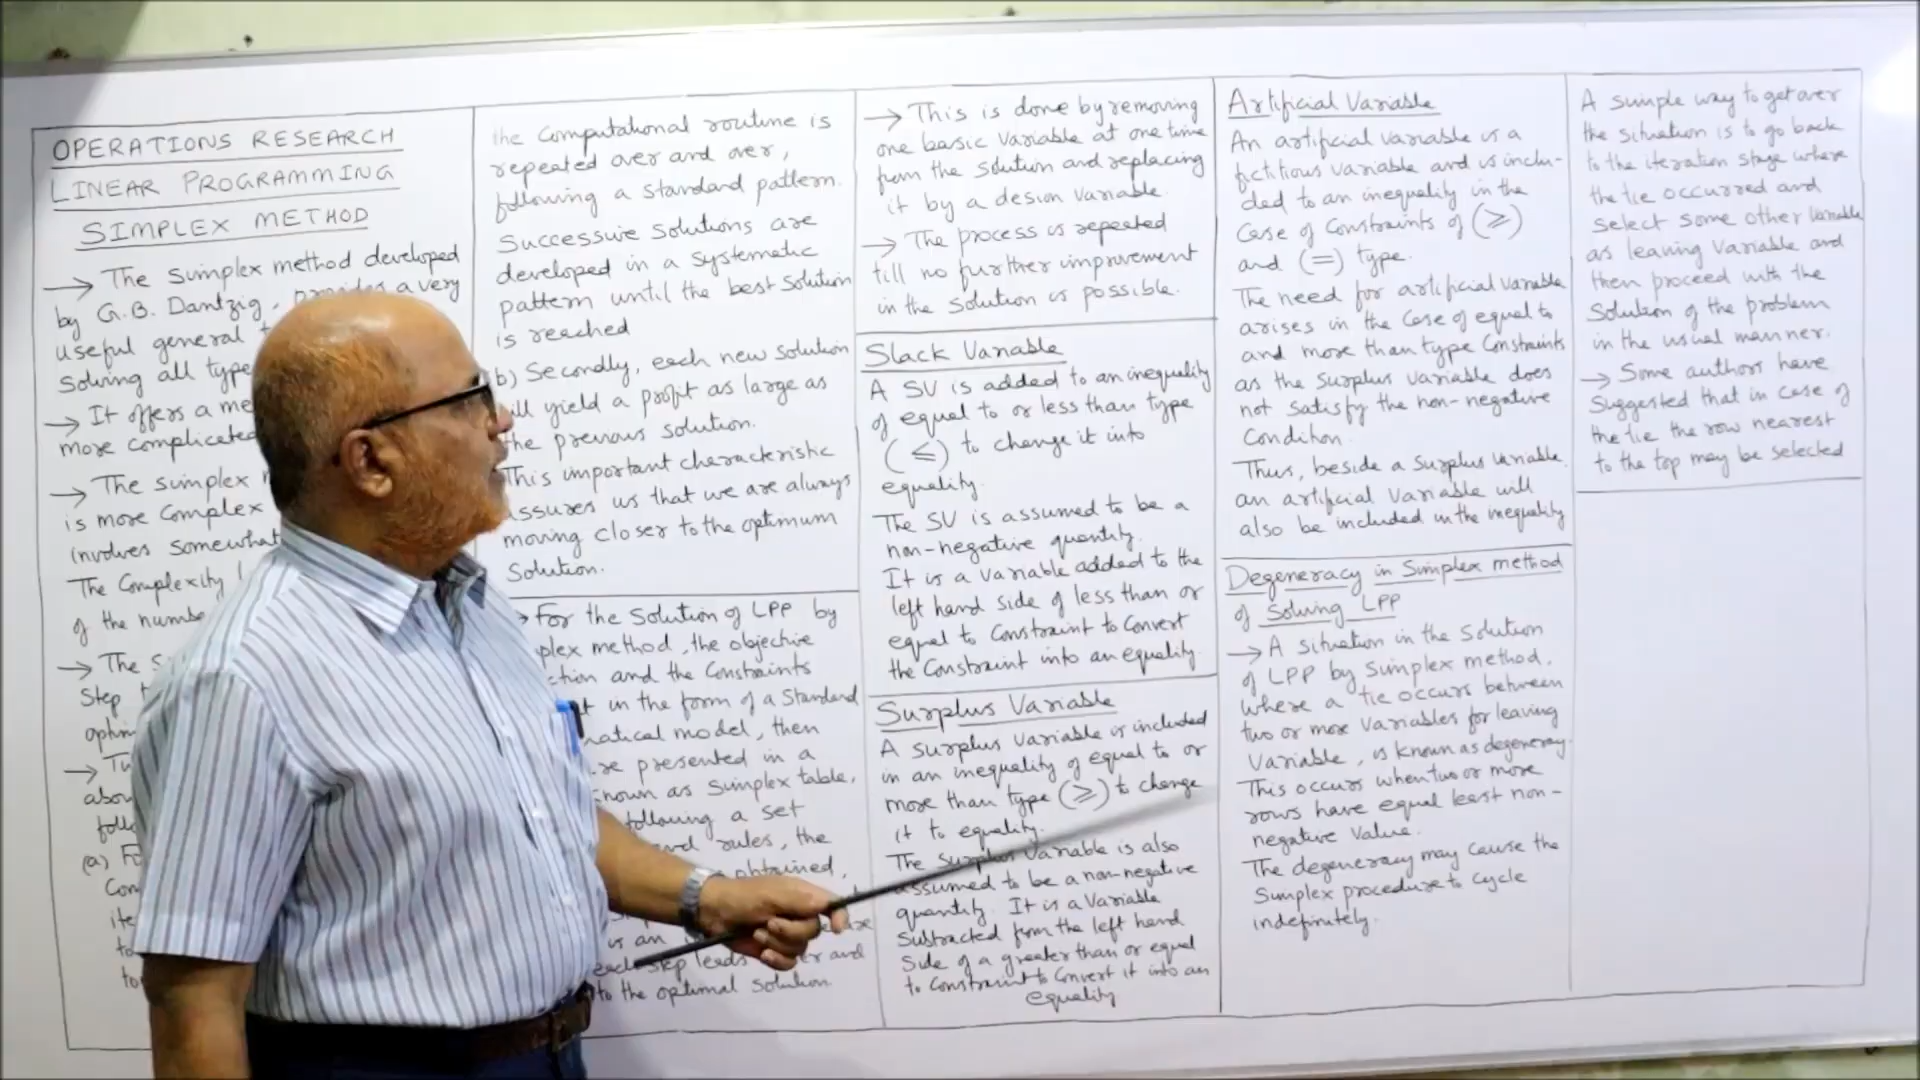 OPERATIONS RESEARCH
LINEAR PROGRAMMING
SIMPLEX METHOD
→ The simplex method developed
by G.B. Dantzig, provides a very
useful general
solving all type
→ It offers a me
more complicated
→ The simplex
is more complex
involves somewhat
The Complexity
of the numbe
→ The S
Step
optim
→ Tw
abov
follo
(a) Fo
Con
ite
to
to
the Computational routine is
repeated over and over,
following a standard pattern.
Successive solutions are
developed in a systematic
pattern until the best solution
is reached
b) Secondly, each new solution
ill yield a profit as large as
the previous solution.
This important characteristic
assures us that we are always
moving closer to the optimum
Solution.
→ For the Solution of LPP by
plex method, the objective
ction and the Constraints
t in the form of a Standard
matical model, then
re presented in a
known as Simplex table,
following a set
and rules, the
obtained,
is an
each step leads er and
to the optimal solution.
→ This is done by removing
one basic variable at one time
from the solution and replacing
it by a design variable.
→ The process is repeated
till no further improvement
in the solution is possible.
Slack Variable
A SV is added to an inequality
of equal to or less than type
(≤) to change it into
equality.
The SV is assumed to be a
non-negative quantity.
It is a variable added to the
left hand side of less than or
equal to Constraint to Convert
the Constraint into an equality.
Surplus Variable
A surplus variable is included
in an inequality of equal to or
more than type (≥) to change
it to equality.
The surplus variable is also
assumed to be a non-negative
quantity. It is a variable
Substracted from the left hand
Side of a greater than or equal
to Constraint to Convert it into an
equality
Artificial Variable
An artificial variable is a
fictitious variable and is inclu-
ded to an inequality in the
Case of Constraints of (≥)
and (=) type.
The need for artificial variable
arises in the Case of equal to
and more than type Constraints
as the surplus variable does
not satisfy the non-negative
Condition.
Thus, beside a surplus variable
an artificial variable will
also be included in the inequality
Degeneracy in Simplex method
of Solving LPP
→ A situation in the solution
of LPP by Simplex method,
where a tie occurs between
two or more variables for leaving
variable, is known as degeneracy.
This occurs when two or more
rows have equal least non-
negative value.
The degeneracy may cause the
Simplex procedure to cycle
indefinitely.
A simple way to get over
the situation is to go back
to the iteration stage where
the tie occurred and
select some other variable
as leaving variable and
then proceed with the
Solution of the problem
in the usual manner.
→ Some authors have
suggested that in case of
the tie the row nearest
to the top may be selected